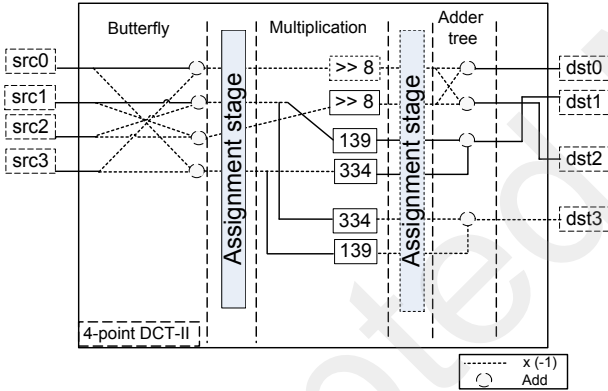 Butterfly
Multiplication
Adder
tree
src0
src1
src2
src3
Assignment stage
>> 8
>> 8
139
334
334
139
Assignment stage
dst0
dst1
dst2
dst3
4-point DCT-II
x (-1)
Add